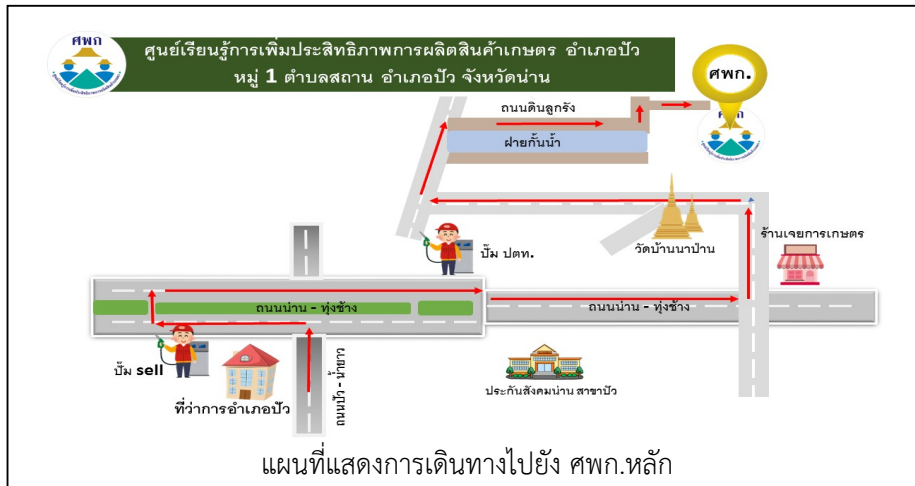 ศพก
ศูนย์เรียนรู้การเพิ่มประสิทธิภาพการผลิตสินค้าเกษตร อำเภอปัว
หมู่ 1 ตำบลสถาน อำเภอปัว จังหวัดน่าน
ศพก.
ถนนดินลูกรัง
ฝายกั้นน้ำ
ปั๊ม ปตท.
วัดบ้านนาป่าน
ร้านเจยการเกษตร
ถนนน่าน - ทุ่งช้าง
ถนนน่าน - ทุ่งช้าง
ปั๊ม sell
ที่ว่าการอำเภอปัว
ถนนปัว - น้ำยาว
ประกันสังคมน่าน สาขาปัว
แผนที่แสดงการเดินทางไปยัง ศพก.หลัก